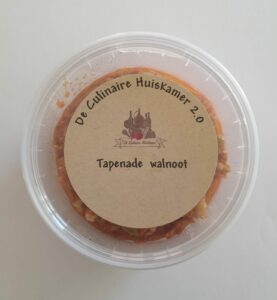 De Culinaire Huiskamer 2.0
Tapenade walnoot